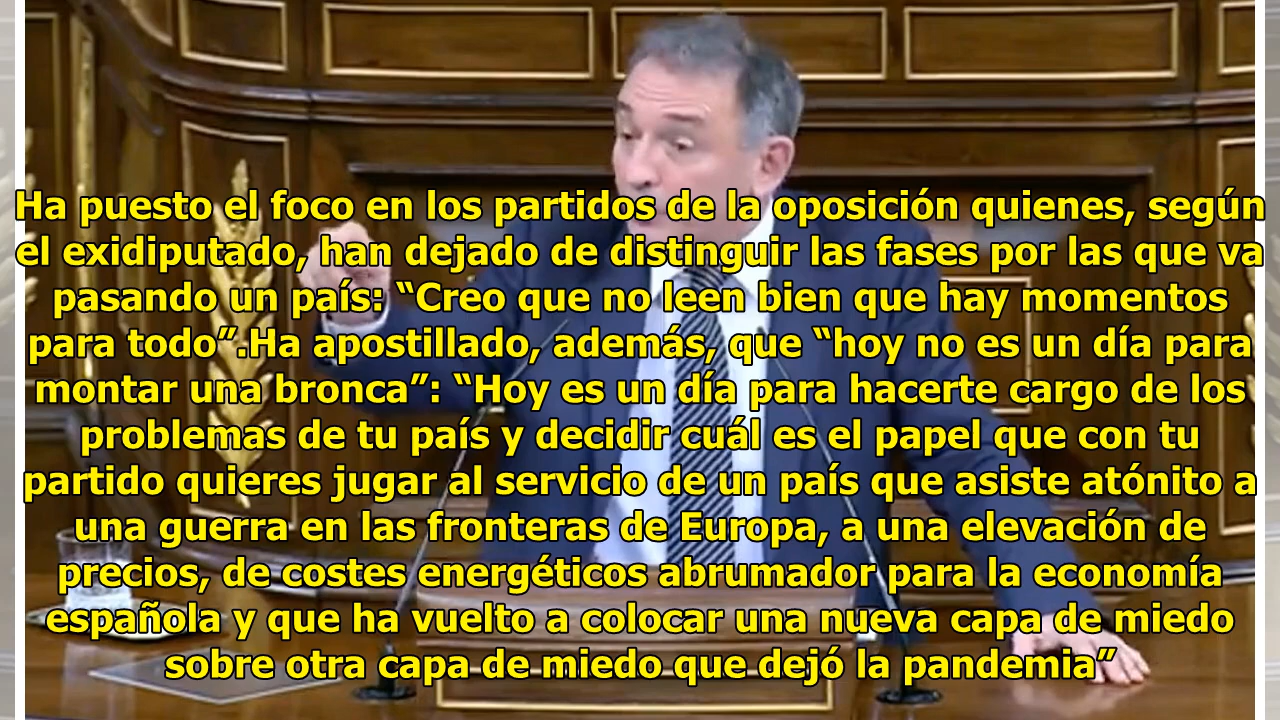 Ha puesto el foco en los partidos de la oposición quienes, según
el exidiputado, han dejado de distinguir las fases por las que va
pasando un país: “Creo que no leen bien que hay momentos
para todo”.Ha apostillado, además, que “hoy no es un día para
montar una bronca”: “Hoy es un día para hacerte cargo de los
problemas de tu país y decidir cuál es el papel que con tu
partido quieres jugar al servicio de un país que asiste atónito a
una guerra en las fronteras de Europa, a una elevación de
precios, de costes energéticos abrumador para la economía
española y que ha vuelto a colocar una nueva capa de miedo
sobre otra capa de miedo que dejó la pandemia”